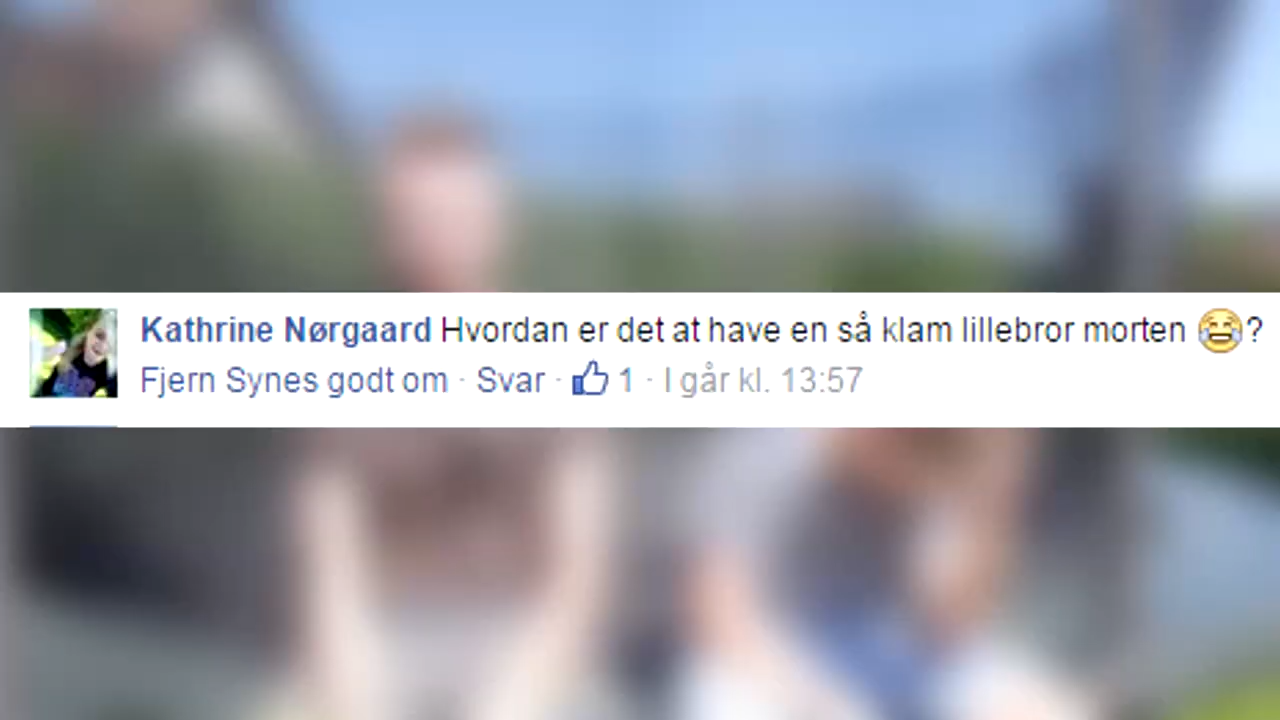 Kathrine Nørgaard Hvordan er det at have en så klam lillebror morten 😂?
Fjern Synes godt om · Svar · 1 · I går kl. 13:57